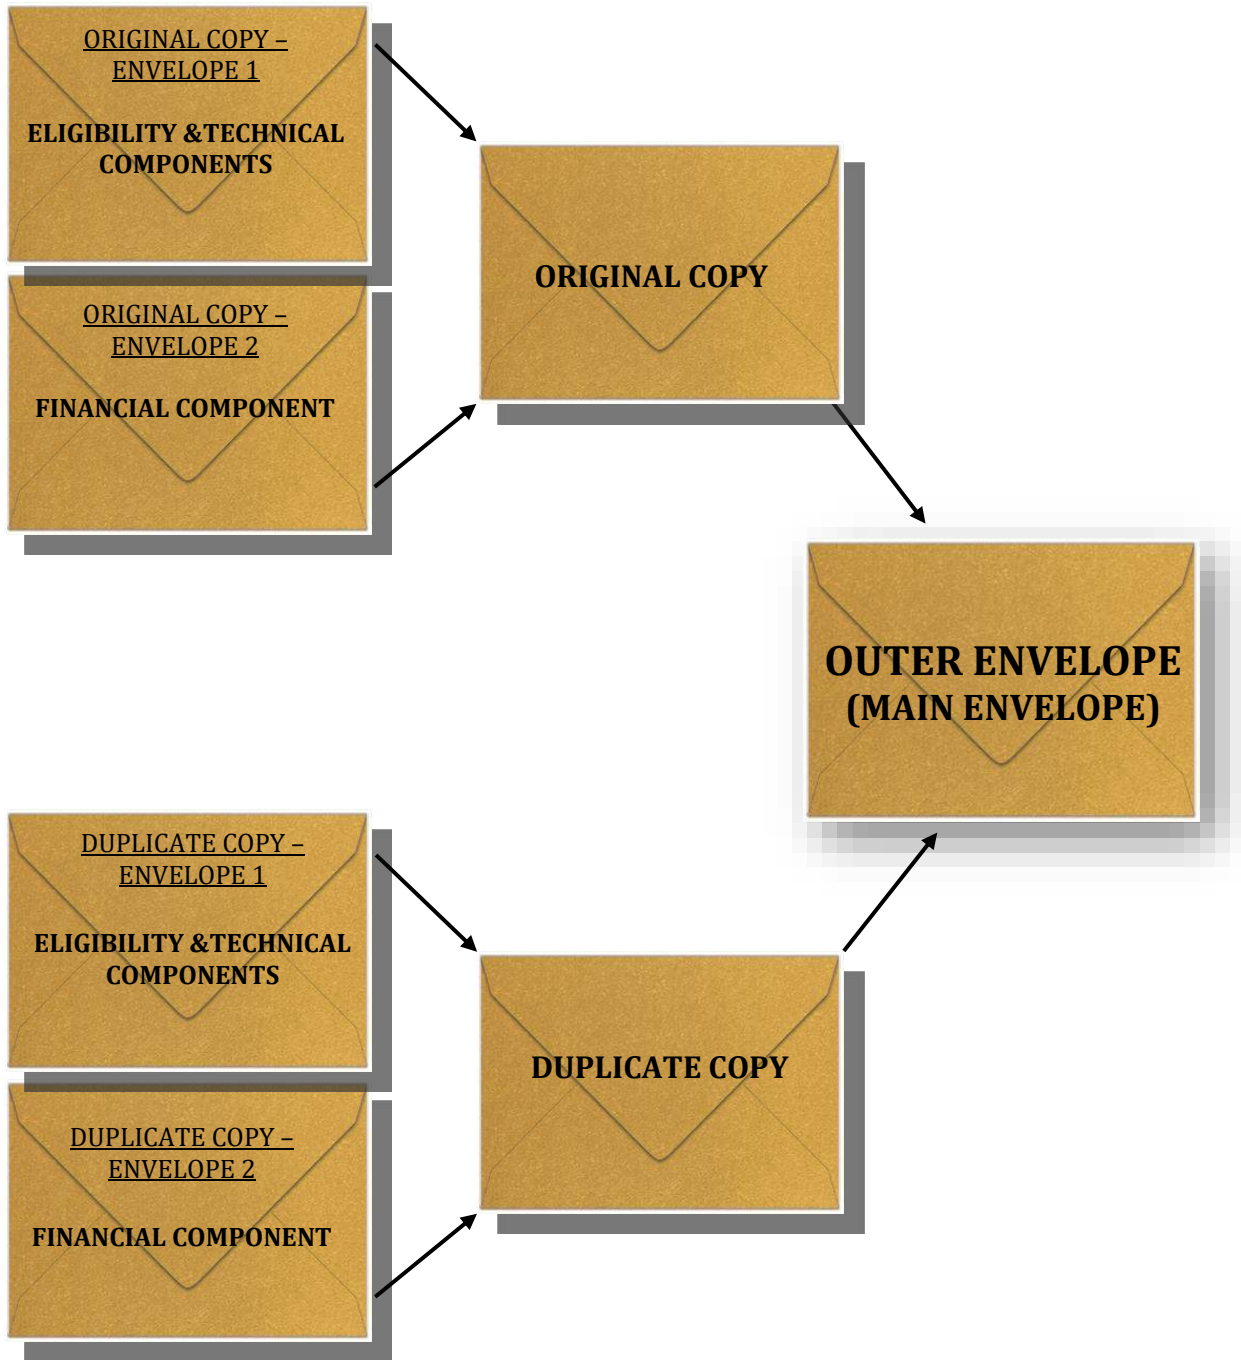 ORIGINAL COPY –
ENVELOPE 1
ELIGIBILITY &TECHNICAL
COMPONENTS
ORIGINAL COPY –
ENVELOPE 2
FINANCIAL COMPONENT
ORIGINAL COPY
OUTER ENVELOPE
(MAIN ENVELOPE)
DUPLICATE COPY –
ENVELOPE 1
ELIGIBILITY &TECHNICAL
COMPONENTS
DUPLICATE COPY –
ENVELOPE 2
FINANCIAL COMPONENT
DUPLICATE COPY